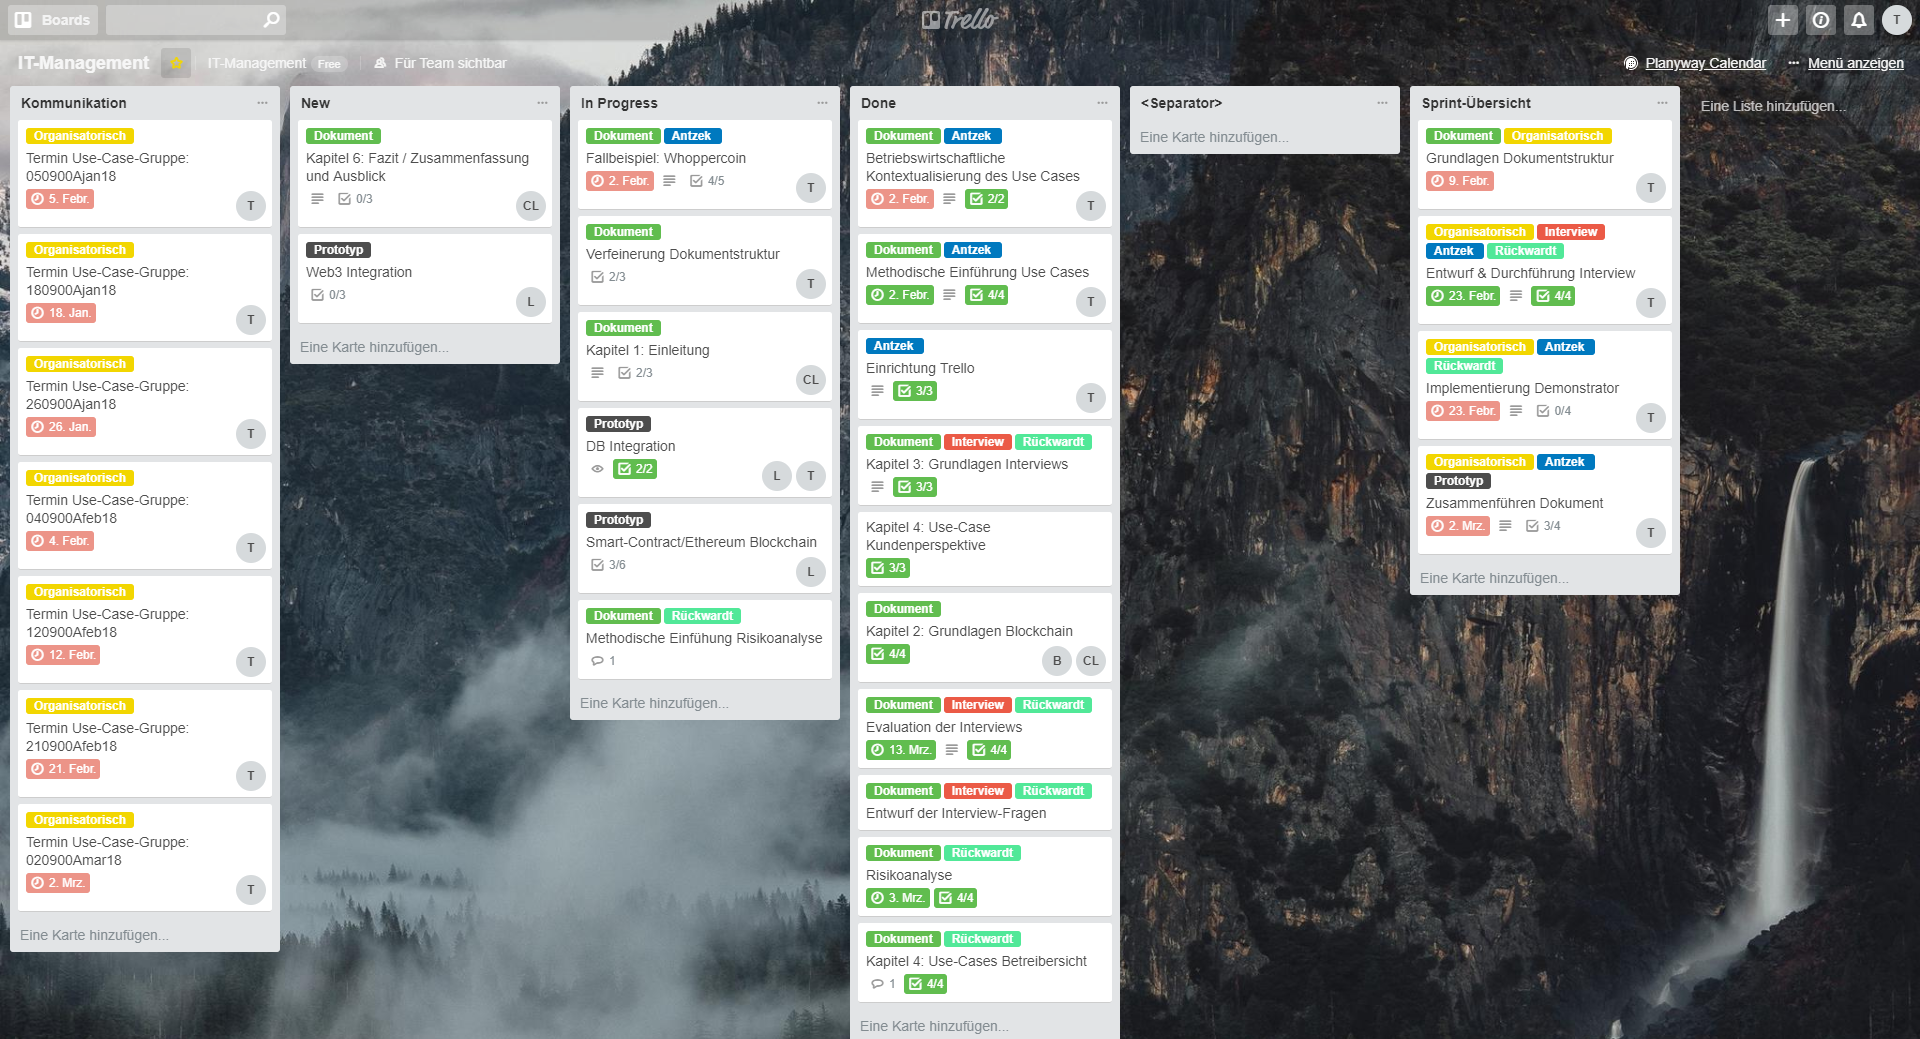 Boards
Trello
T
IT-Management
IT-Management Free
Für Team sichtbar
Planyway Calendar
··· Menü anzeigen
Kommunikation ···
Organisatorisch
Termin Use-Case-Gruppe:
050900Ajan18
5. Febr.
T
Organisatorisch
Termin Use-Case-Gruppe:
180900Ajan18
18. Jan.
T
Organisatorisch
Termin Use-Case-Gruppe:
260900Ajan18
26. Jan.
T
Organisatorisch
Termin Use-Case-Gruppe:
040900Afeb18
4. Febr.
T
Organisatorisch
Termin Use-Case-Gruppe:
120900Afeb18
12. Febr.
T
Organisatorisch
Termin Use-Case-Gruppe:
210900Afeb18
21. Febr.
T
Organisatorisch
Termin Use-Case-Gruppe:
020900Amar18
2. Mrz.
T
Eine Karte hinzufügen...
New ···
Dokument
Kapitel 6: Fazit / Zusammenfassung
und Ausblick
0/3
CL
Prototyp
Web3 Integration
0/3
L
Eine Karte hinzufügen...
In Progress ···
Dokument Antzek
Fallbeispiel: Whoppercoin
2. Febr. 4/5
T
Dokument
Verfeinerung Dokumentstruktur
2/3
T
Dokument
Kapitel 1: Einleitung
2/3
CL
Prototyp
DB Integration
2/2
L T
Prototyp
Smart-Contract/Ethereum Blockchain
3/6
L
Dokument Rückwardt
Methodische Einfühung Risikoanalyse
1
Eine Karte hinzufügen...
Done ···
Dokument Antzek
Betriebswirtschaftliche
Kontextualisierung des Use Cases
2. Febr. 2/2
T
Dokument Antzek
Methodische Einführung Use Cases
2. Febr. 4/4
T
Antzek
Einrichtung Trello
3/3
T
Dokument Interview Rückwardt
Kapitel 3: Grundlagen Interviews
3/3
Kapitel 4: Use-Case
Kundenperspektive
3/3
Dokument
Kapitel 2: Grundlagen Blockchain
4/4
B CL
Dokument Interview Rückwardt
Evaluation der Interviews
13. Mrz. 4/4
Dokument Interview Rückwardt
Entwurf der Interview-Fragen
Dokument Rückwardt
Risikoanalyse
3. Mrz. 4/4
Dokument Rückwardt
Kapitel 4: Use-Cases Betreibersicht
1 4/4
Eine Karte hinzufügen...
<Separator> ···
Eine Karte hinzufügen...
Sprint-Übersicht ···
Dokument Organisatorisch
Grundlagen Dokumentstruktur
9. Febr.
T
Organisatorisch Interview
Antzek Rückwardt
Entwurf & Durchführung Interview
23. Febr. 4/4
T
Organisatorisch Antzek
Rückwardt
Implementierung Demonstrator
23. Febr. 0/4
T
Organisatorisch Antzek
Prototyp
Zusammenführen Dokument
2. Mrz. 3/4
T
Eine Karte hinzufügen...
Eine Liste hinzufügen...